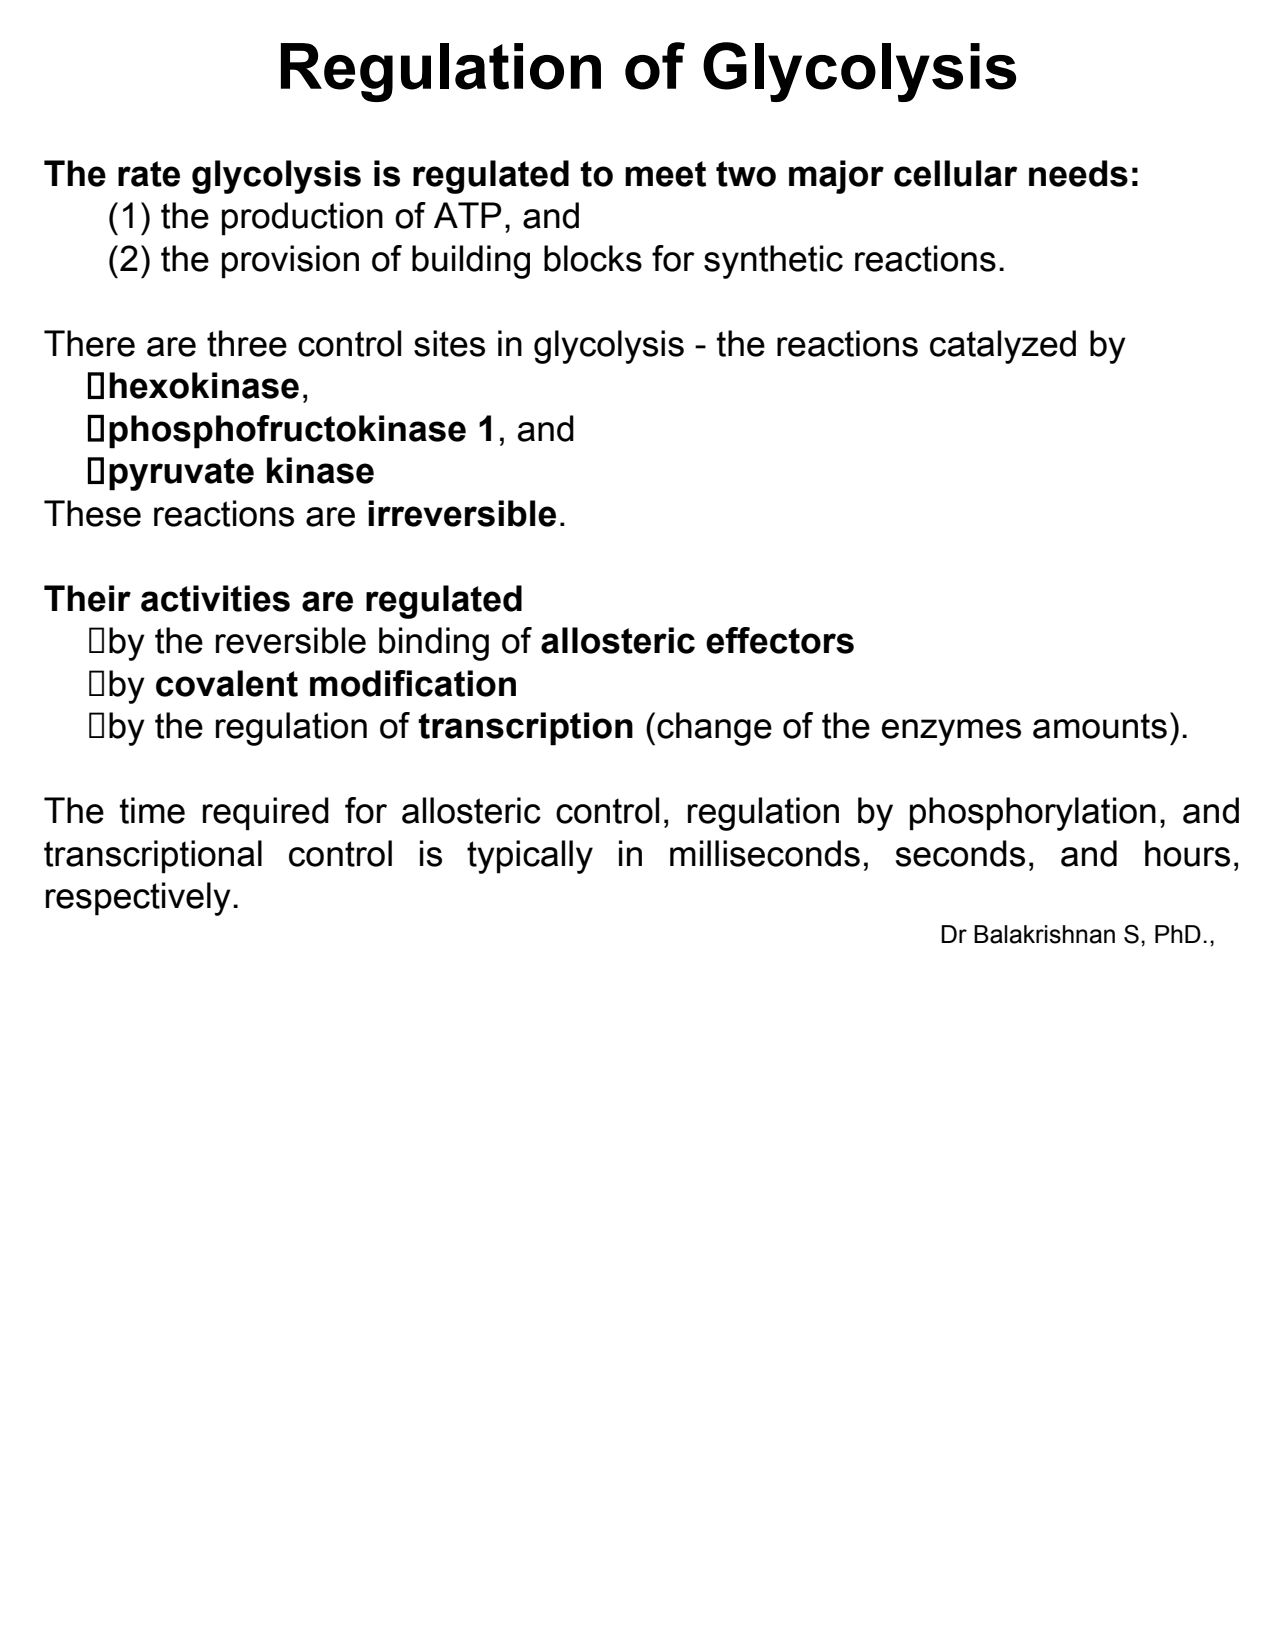 Regulation of Glycolysis
The rate glycolysis is regulated to meet two major cellular needs:
(1) the production of ATP, and
(2) the provision of building blocks for synthetic reactions.
There are three control sites in glycolysis - the reactions catalyzed by
▯hexokinase,
▯phosphofructokinase 1, and
▯pyruvate kinase
These reactions are irreversible.
Their activities are regulated
▯by the reversible binding of allosteric effectors
▯by covalent modification
▯by the regulation of transcription (change of the enzymes amounts).
The time required for allosteric control, regulation by phosphorylation, and
transcriptional control is typically in milliseconds, seconds, and hours,
respectively.
Dr Balakrishnan S, PhD.,